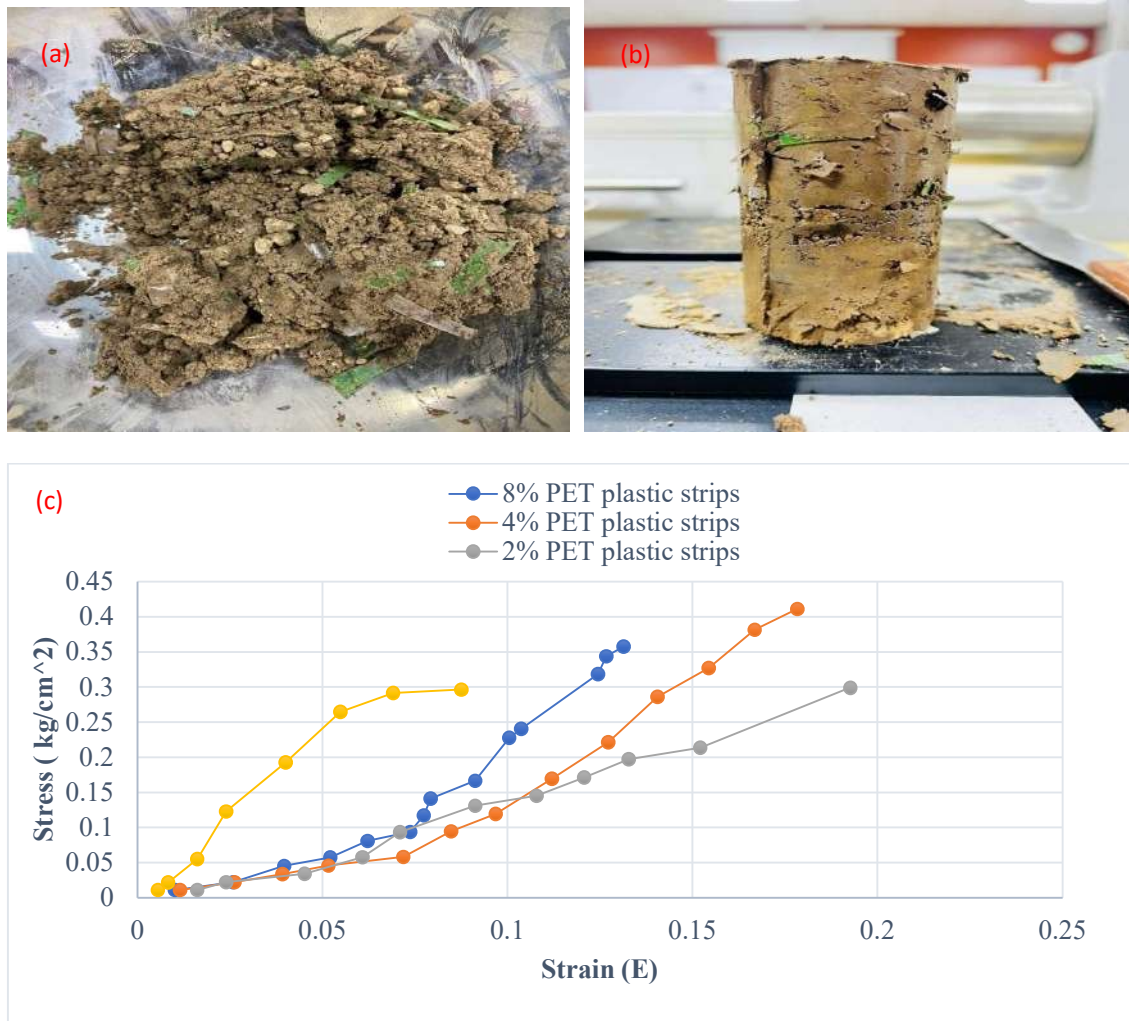 (a)
(b)
(c)
8% PET plastic strips
4% PET plastic strips
2% PET plastic strips
0.45
0.4
0.35
0.3
0.25
0.2
0.15
0.1
0.05
0
Stress ( kg/cm^2)
0 0.05 0.1 0.15 0.2 0.25
Strain (E)